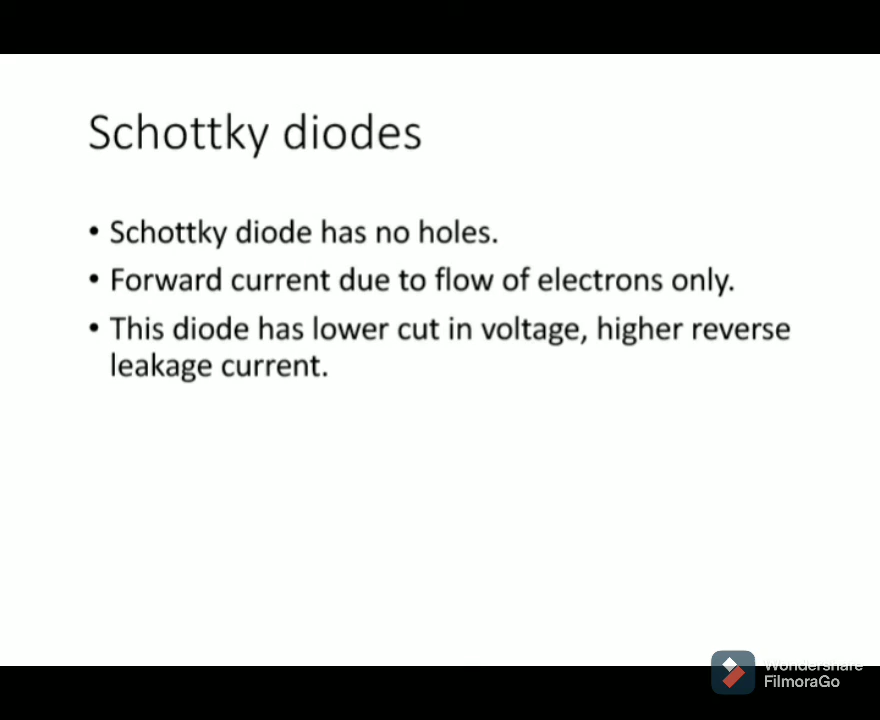 Schottky diodes
• Schottky diode has no holes.
• Forward current due to flow of electrons only.
• This diode has lower cut in voltage, higher reverse
leakage current.
Wondershare
FilmoraGo